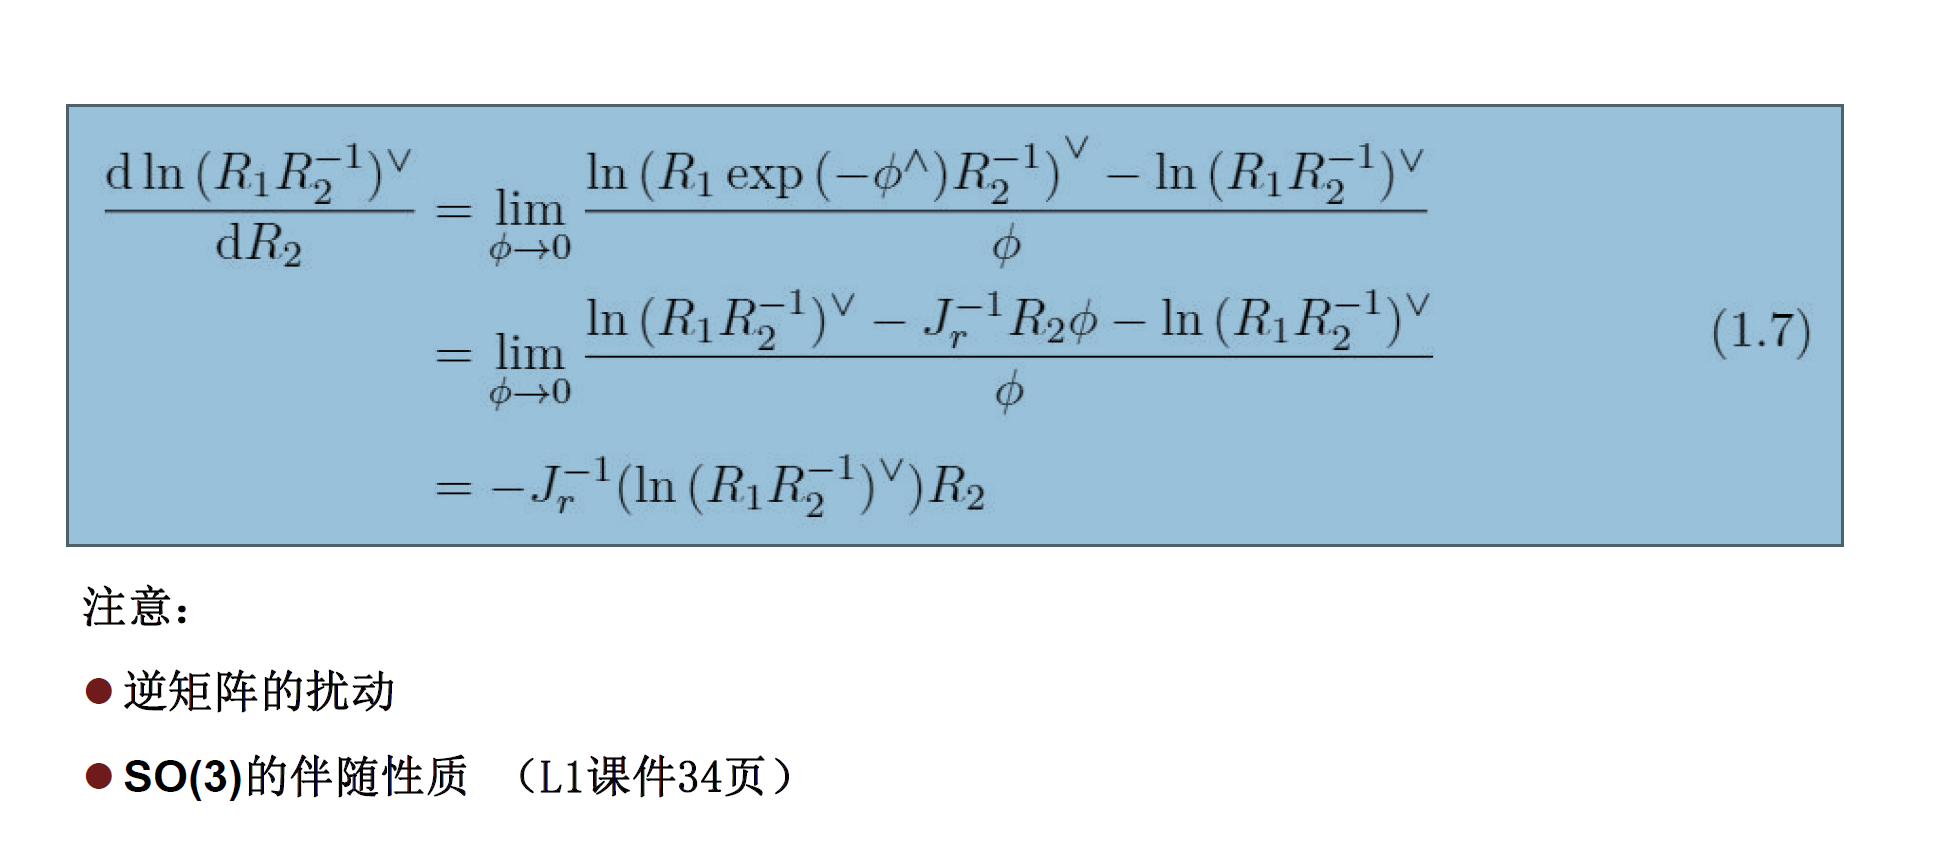 \frac{\mathrm{d}\ln(R_1R_2^{-1})^\vee}{\mathrm{d}R_2} = \lim_{\phi\to 0} \frac{\ln(R_1\exp(-\phi^\wedge)R_2^{-1})^\vee - \ln(R_1R_2^{-1})^\vee}{\phi}
= \lim_{\phi\to 0} \frac{\ln(R_1R_2^{-1})^\vee - J_r^{-1}R_2\phi - \ln(R_1R_2^{-1})^\vee}{\phi} (1.7)
= -J_r^{-1}(\ln(R_1R_2^{-1})^\vee)R_2
注意：
● 逆矩阵的扰动
● SO(3)的伴随性质 （L1课件34页）